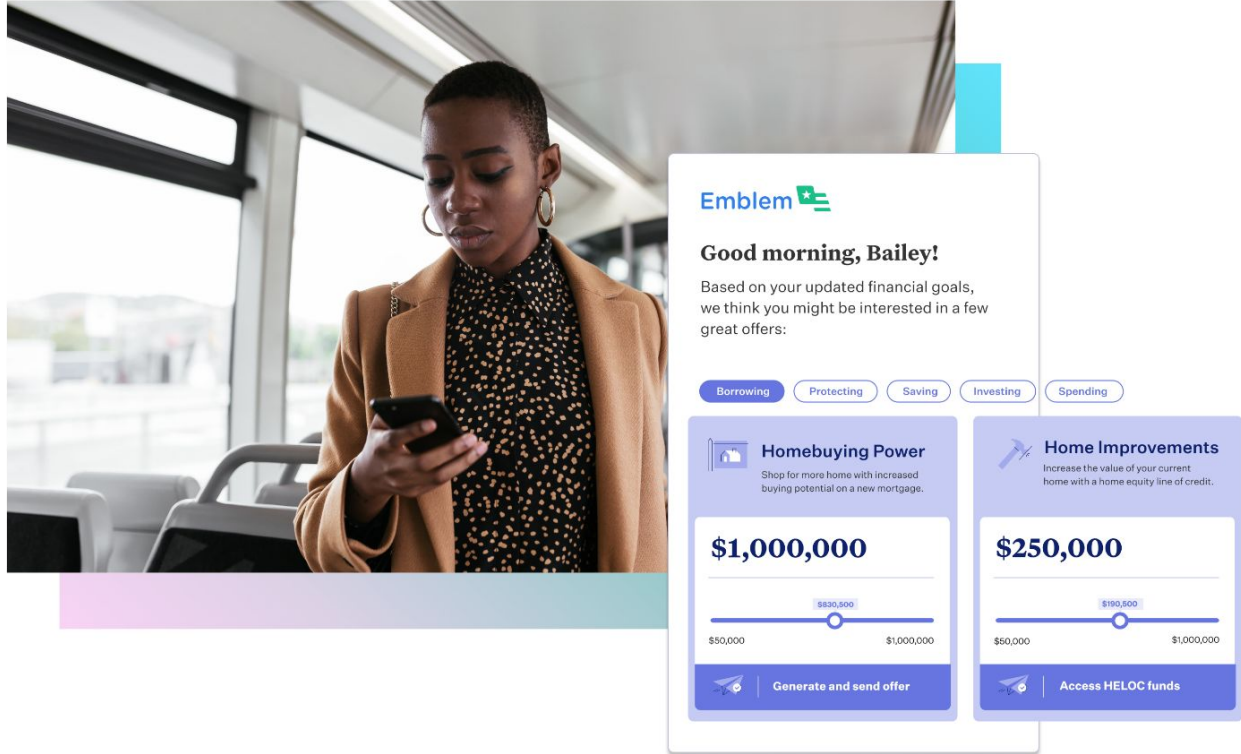 Emblem
Good morning, Bailey!
Based on your updated financial goals,
we think you might be interested in a few
great offers:
Borrowing
Protecting
Saving
Investing
Spending
Homebuying Power
Shop for more home with increased
buying potential on a new mortgage.
$1,000,000
$830,500
$50,000
$1,000,000
Generate and send offer
Home Improvements
Increase the value of your current
home with a home equity line of credit.
$250,000
$190,500
$50,000
$1,000,000
Access HELOC funds